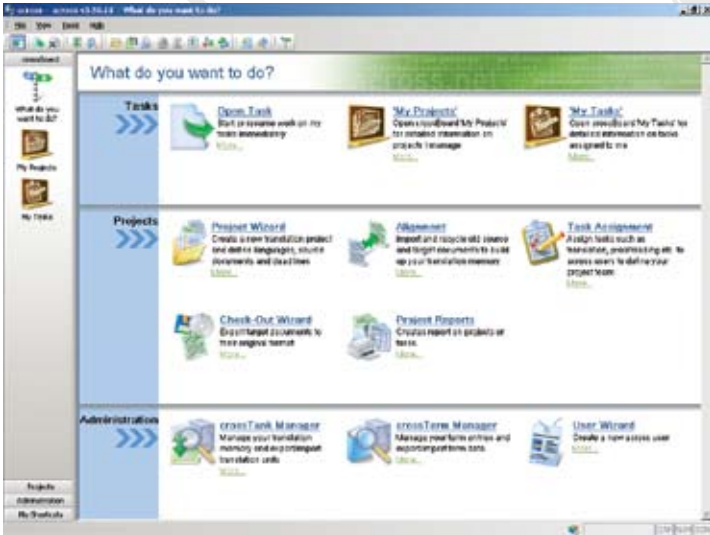 File View Tools Help
crossBoard
What do you
want to do?
My Projects
My Tasks
What do you want to do?
Tasks
Open Task
Start or resume work on my
tasks immediately
More...
'My Projects'
Open crossBoard 'My Projects'
for detailed information on
projects I manage
More...
'My Tasks'
Open crossBoard 'My Tasks' for
detailed information on tasks
assigned to me
More...
Projects
Project Wizard
Create a new translation project
and define languages, source
documents and deadlines
More...
Alignment
Import and recycle old source
and target documents to build
up your translation memory
More...
Task Assignment
Assign tasks such as
translation, proofreading etc. to
across users to define your
project team
More...
Check-Out Wizard
Export target documents to
their original format
More...
Project Reports
Creates report on projects or
tasks
More...
Administration
crossTank Manager
Manage your translation
memory and export/import
translation units
More...
crossTerm Manager
Manage your term entries and
export/import term data
More...
User Wizard
Create a new across user
More...
Projects
Administration
My Shortcuts